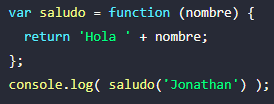 var saludo = function (nombre) {
  return 'Hola ' + nombre;
};
console.log( saludo('Jonathan') );